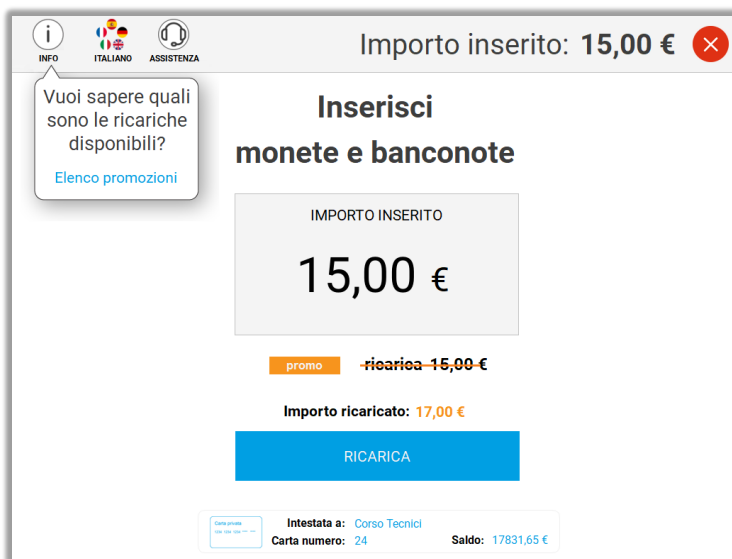 INFO
ITALIANO
ASSISTENZA
Importo inserito: 15,00 €
Vuoi sapere quali
sono le ricariche
disponibili?
Elenco promozioni
Inserisci
monete e banconote
IMPORTO INSERITO
15,00 €
promo
ricarica 15,00 €
Importo ricaricato: 17,00 €
RICARICA
Carta privata
Intestata a: Corso Tecnici
Carta numero: 24
Saldo: 17831,65 €